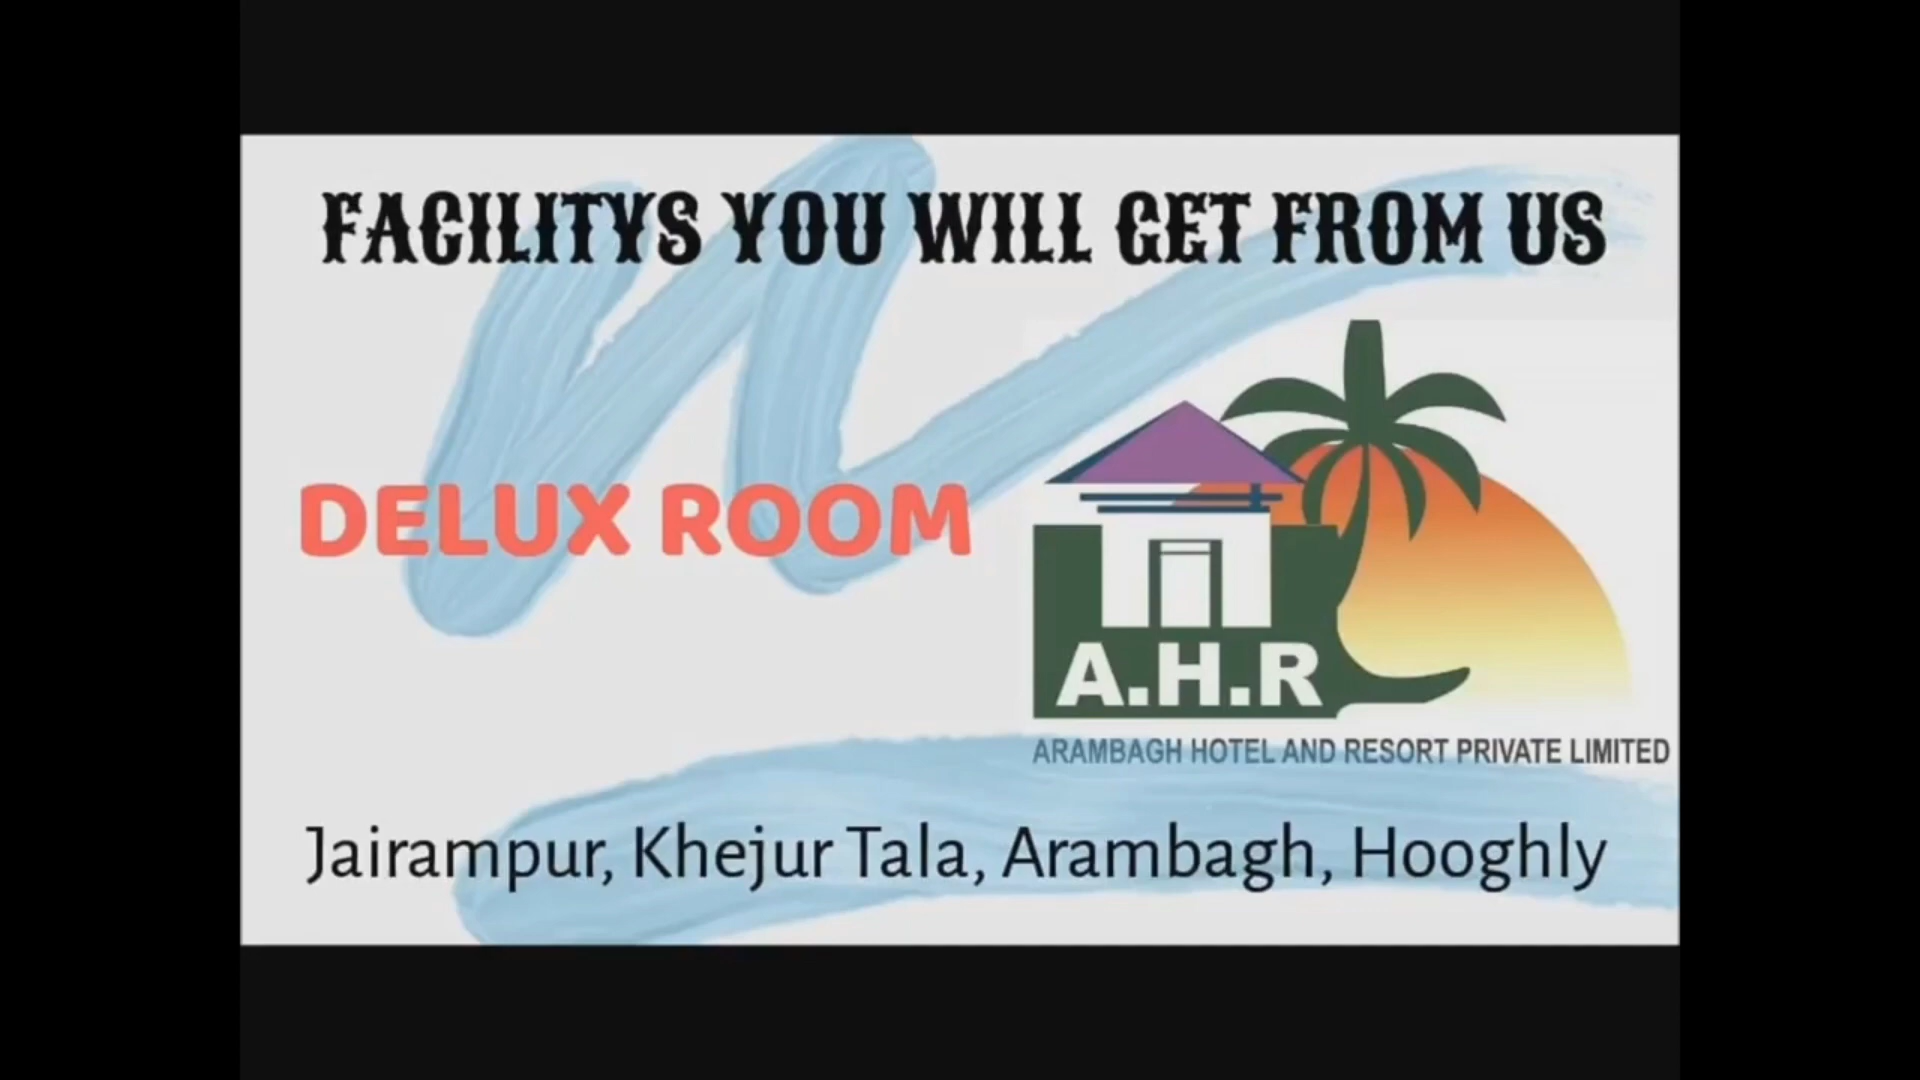 FACILITYS YOU WILL GET FROM US
DELUX ROOM
A.H.R
ARAMBAGH HOTEL AND RESORT PRIVATE LIMITED
Jairampur, Khejur Tala, Arambagh, Hooghly